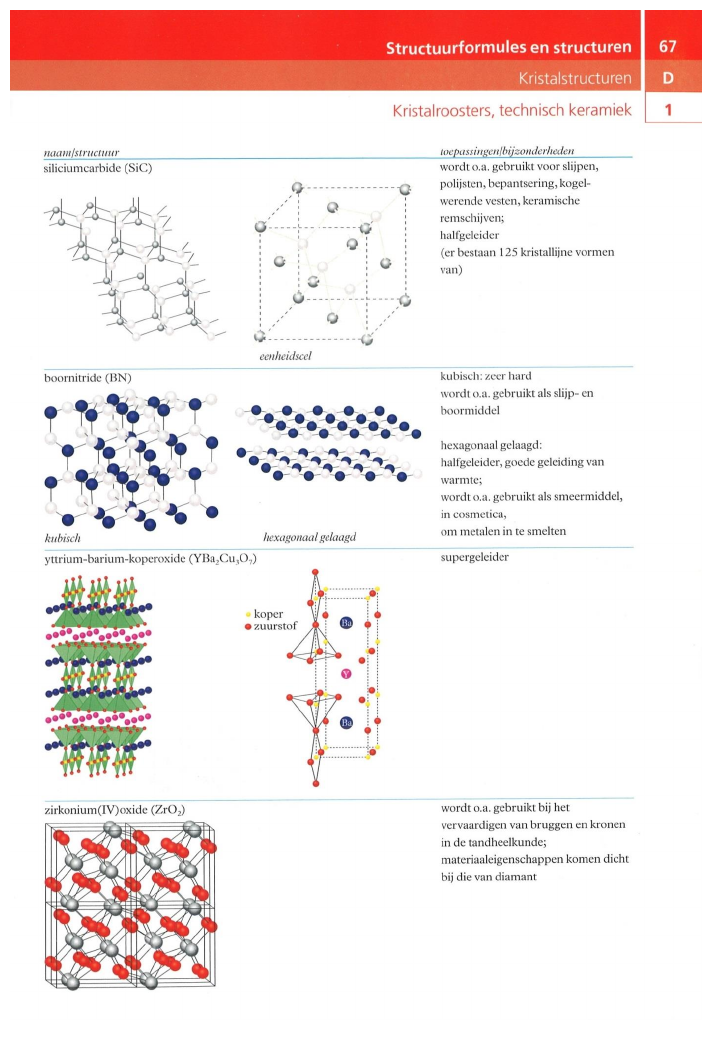 Structuurformules en structuren 67
Kristalstructuren D
Kristalroosters, technisch keramiek 1
naam/structuur
toepassingen/bijzonderheden
siliciumcarbide (SiC)
wordt o.a. gebruikt voor slijpen,
polijsten, bepantsering, kogel-
werende vesten, keramische
remschijven;
halfgeleider
(er bestaan 125 kristallijne vormen
van)
eenheidscel
boornitride (BN)
kubisch: zeer hard
wordt o.a. gebruikt als slijp- en
boormiddel
hexagonaal gelaagd:
halfgeleider, goede geleiding van
warmte;
wordt o.a. gebruikt als smeermiddel,
in cosmetica,
om metalen in te smelten
kubisch
hexagonaal gelaagd
yttrium-barium-koperoxide (YBa₂Cu₃O₇)
supergeleider
koper
zuurstof
Ba
Y
Ba
zirkonium(IV)oxide (ZrO₂)
wordt o.a. gebruikt bij het
vervaardigen van bruggen en kronen
in de tandheelkunde;
materiaaleigenschappen komen dicht
bij die van diamant